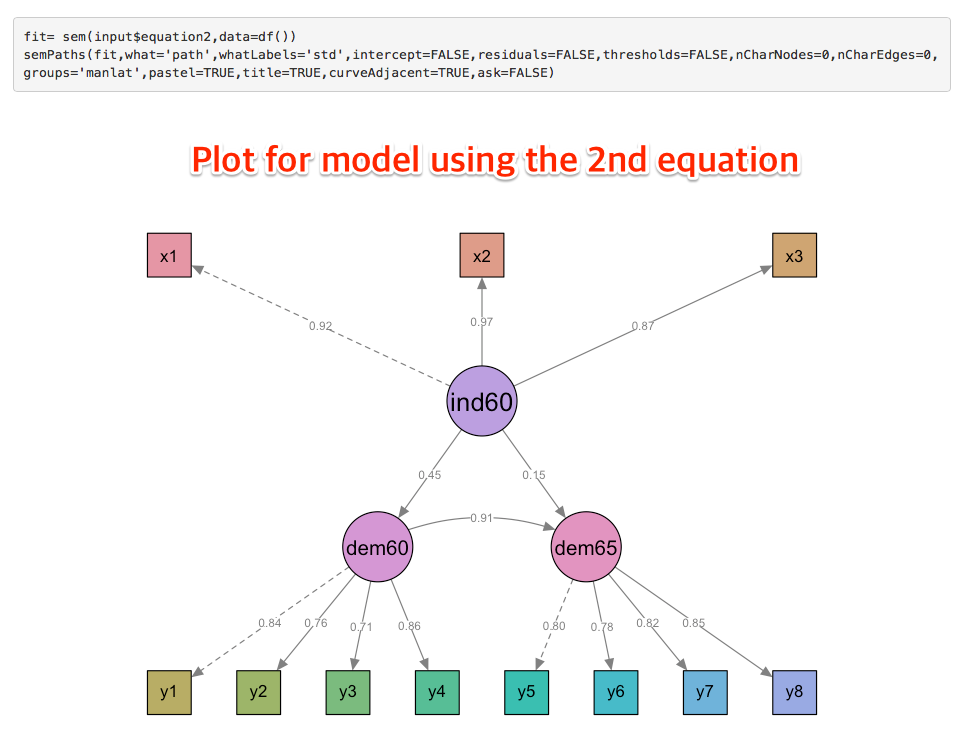 fit= sem(input$equation2,data=df())
semPaths(fit,what='path',whatLabels='std',intercept=FALSE,residuals=FALSE,thresholds=FALSE,nCharNodes=0,nCharEdges=0,
groups='manlat',pastel=TRUE,title=TRUE,curveAdjacent=TRUE,ask=FALSE)
Plot for model using the 2nd equation
x1 x2 x3
0.92 0.97 0.87
ind60
0.45 0.15
0.91
dem60 dem65
0.84 0.76 0.71 0.86 0.80 0.78 0.82 0.85
y1 y2 y3 y4 y5 y6 y7 y8